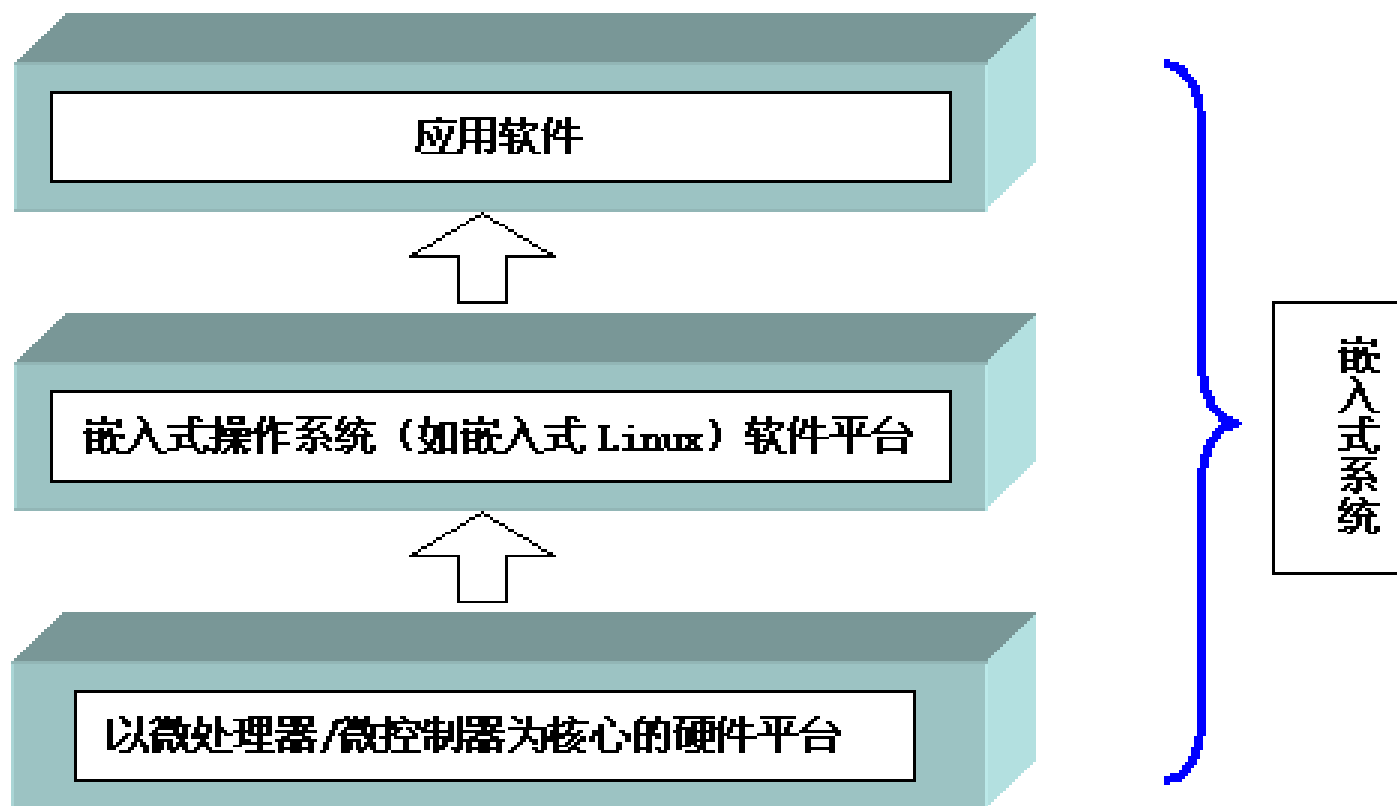 应用软件
嵌入式操作系统（如嵌入式 Linux）软件平台
以微处理器/微控制器为核心的硬件平台
嵌入式系统